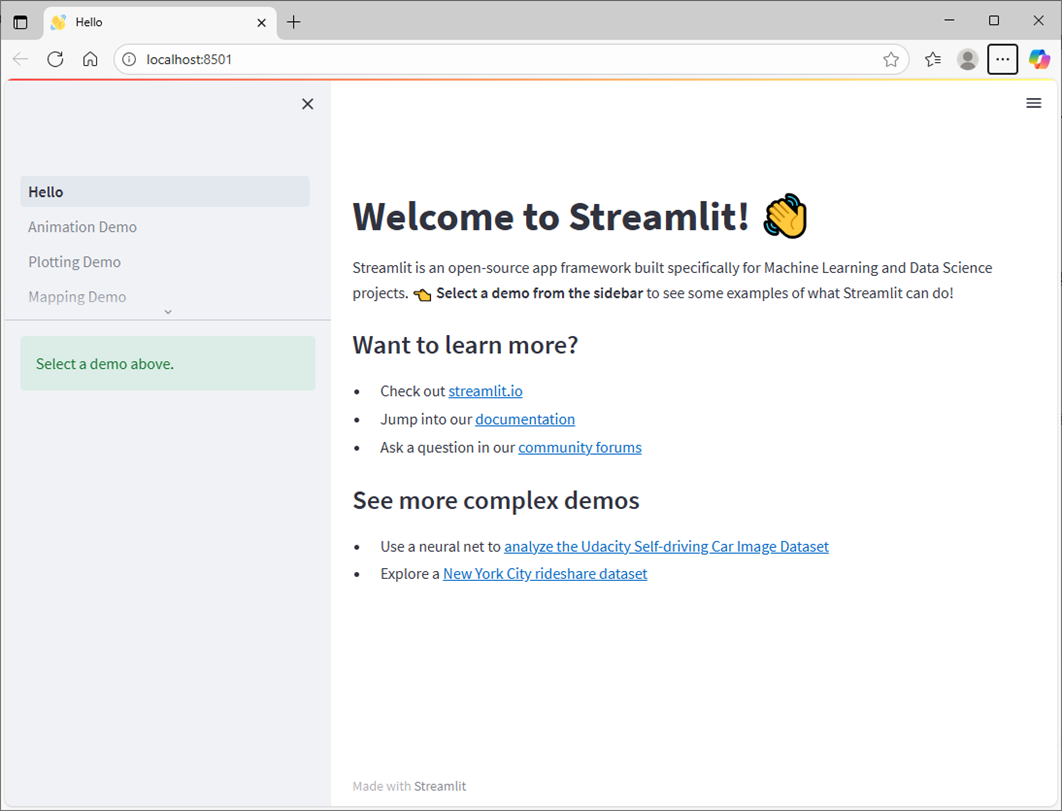 Hello
localhost:8501
Hello
Animation Demo
Plotting Demo
Mapping Demo
Select a demo above.
Welcome to Streamlit! 👋
Streamlit is an open-source app framework built specifically for Machine Learning and Data Science
projects. 👈 Select a demo from the sidebar to see some examples of what Streamlit can do!
Want to learn more?
• Check out streamlit.io
• Jump into our documentation
• Ask a question in our community forums
See more complex demos
• Use a neural net to analyze the Udacity Self-driving Car Image Dataset
• Explore a New York City rideshare dataset
Made with Streamlit